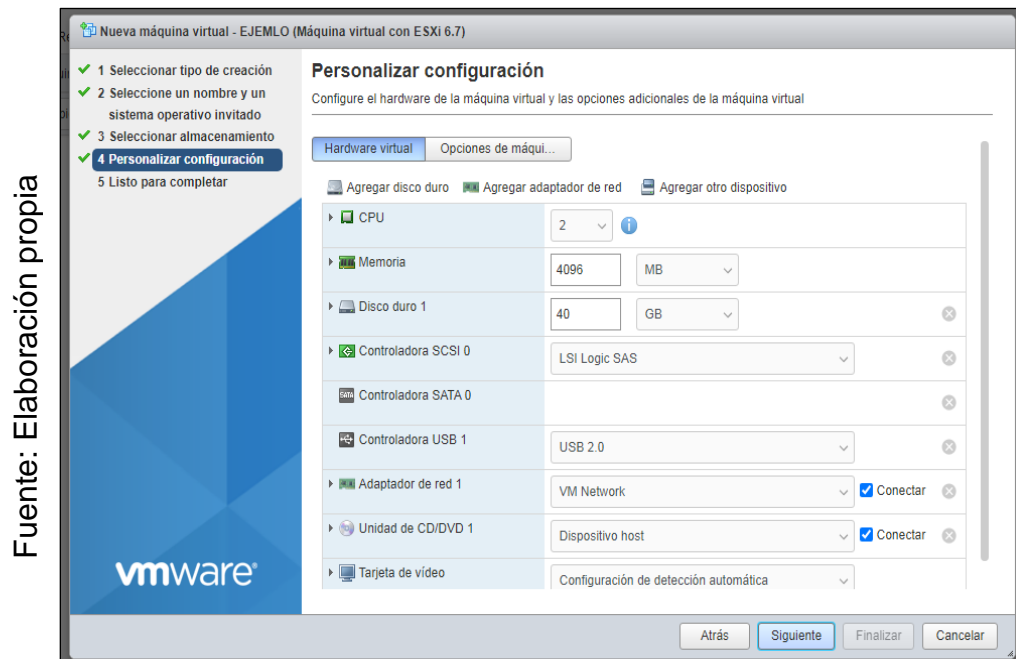 Fuente: Elaboración propia
Nueva máquina virtual - EJEMLO (Máquina virtual con ESXi 6.7)
1 Seleccionar tipo de creación
2 Seleccione un nombre y un
sistema operativo invitado
3 Seleccionar almacenamiento
4 Personalizar configuración
5 Listo para completar
vmware®
Personalizar configuración
Configure el hardware de la máquina virtual y las opciones adicionales de la máquina virtual
Hardware virtual Opciones de máqui...
Agregar disco duro Agregar adaptador de red Agregar otro dispositivo
CPU 2
Memoria 4096 MB
Disco duro 1 40 GB
Controladora SCSI 0 LSI Logic SAS
SATA Controladora SATA 0
Controladora USB 1 USB 2.0
Adaptador de red 1 VM Network Conectar
Unidad de CD/DVD 1 Dispositivo host Conectar
Tarjeta de vídeo Configuración de detección automática
Atrás Siguiente Finalizar Cancelar